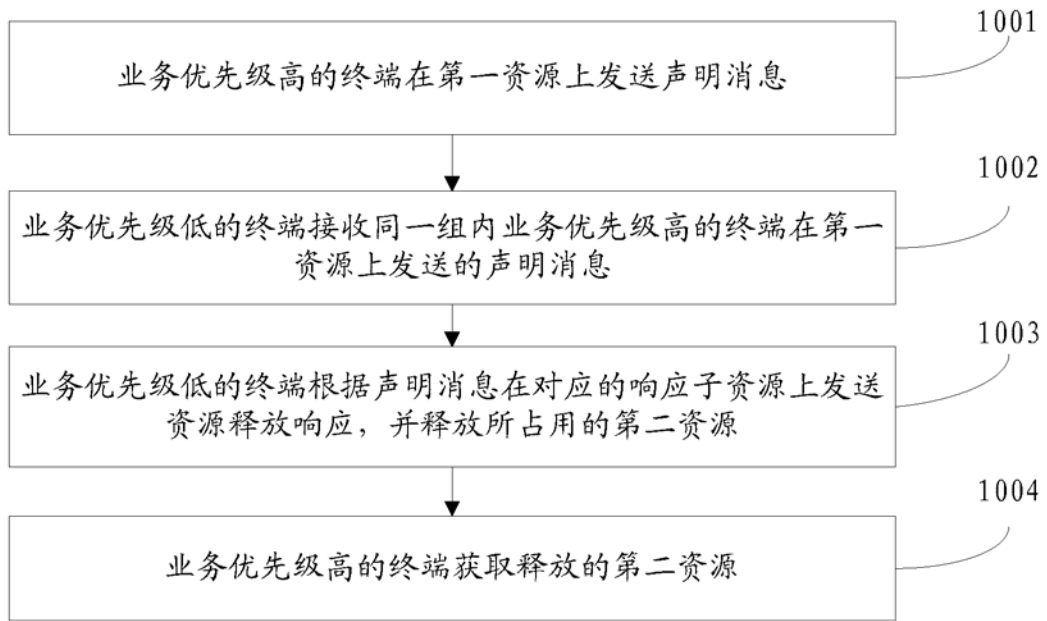 1001
业务优先级高的终端在第一资源上发送声明消息
1002
业务优先级低的终端接收同一组内业务优先级高的终端在第一
资源上发送的声明消息
1003
业务优先级低的终端根据声明消息在对应的响应子资源上发送
资源释放响应，并释放所占用的第二资源
1004
业务优先级高的终端获取释放的第二资源